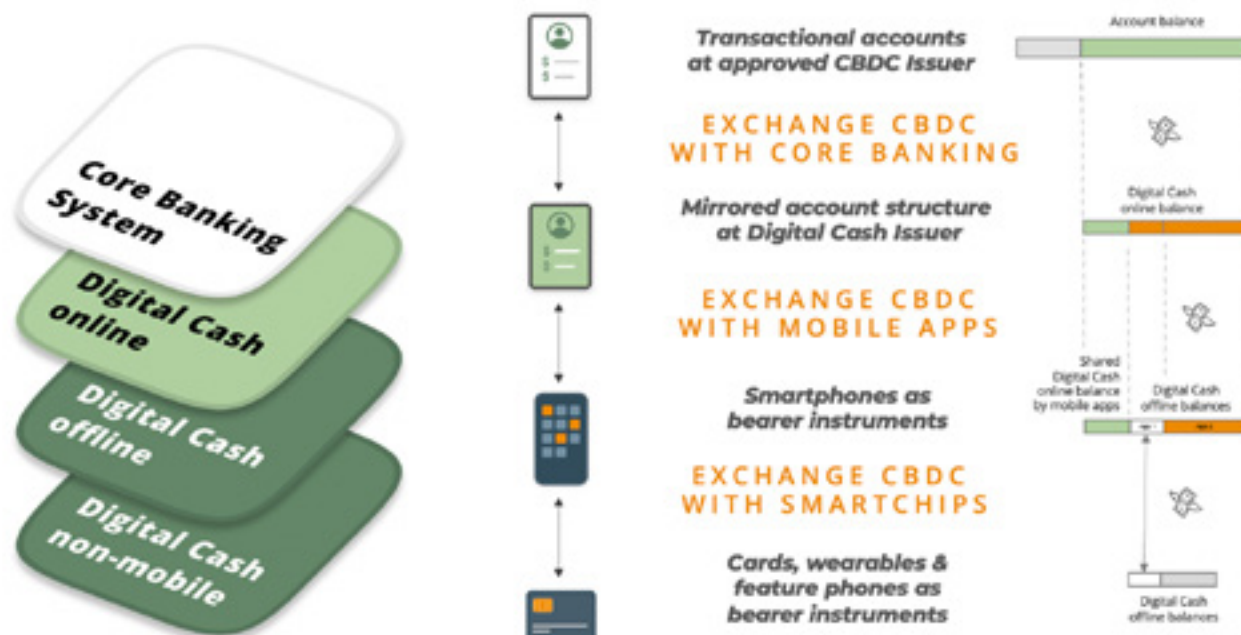 Core Banking
System
Digital Cash
online
Digital Cash
offline
Digital Cash
non-mobile
Transactional accounts
at approved CBDC Issuer
EXCHANGE CBDC
WITH CORE BANKING
Mirrored account structure
at Digital Cash Issuer
EXCHANGE CBDC
WITH MOBILE APPS
Smartphones as
bearer instruments
EXCHANGE CBDC
WITH SMARTCHIPS
Cards, wearables &
feature phones as
bearer instruments
Account balance
Digital Cash
online balance
Shared
Digital Cash
online balance
by mobile apps
Digital Cash
offline balances
Digital Cash
offline balances